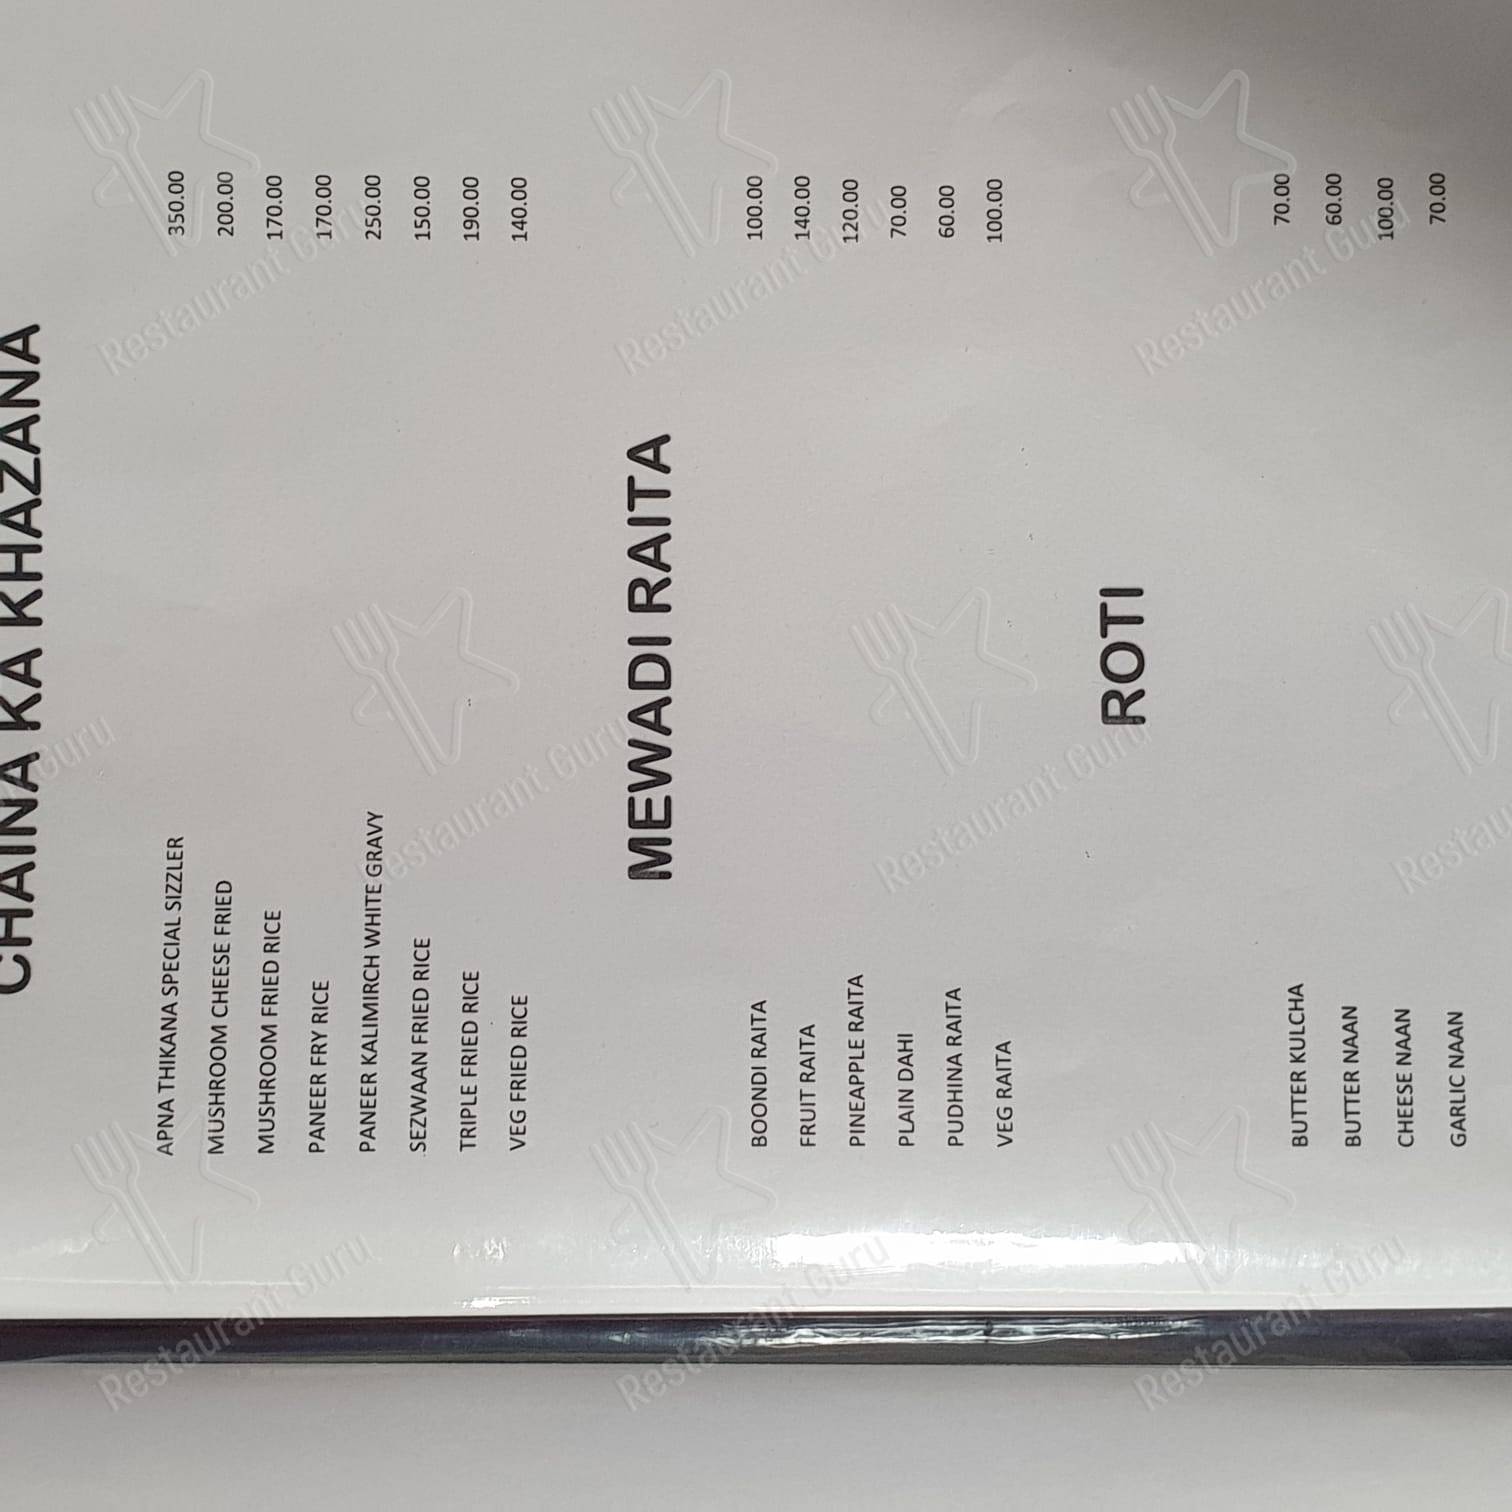 CHAINA KA KHAZANA
APNA THIKANA SPECIAL SIZZLER 350.00
MUSHROOM CHEESE FRIED 200.00
MUSHROOM FRIED RICE 170.00
PANEER FRY RICE 170.00
PANEER KALIMIRCH WHITE GRAVY 250.00
SEZWAAN FRIED RICE 150.00
TRIPLE FRIED RICE 190.00
VEG FRIED RICE 140.00
MEWADI RAITA
BOONDI RAITA 100.00
FRUIT RAITA 140.00
PINEAPPLE RAITA 120.00
PLAIN DAHI 70.00
PUDHINA RAITA 60.00
VEG RAITA 100.00
ROTI
BUTTER KULCHA 70.00
BUTTER NAAN 60.00
CHEESE NAAN 100.00
GARLIC NAAN 70.00
Restaurant Guru